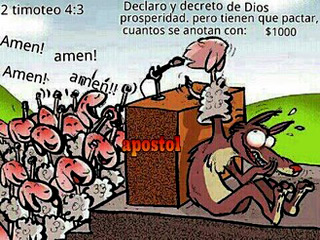 2 timoteo 4:3
Declaro y decreto de Dios
prosperidad. pero tienen que pactar,
cuantos se anotan con: $1000
Amen!
amen!
Amen!
amen!!
apostol